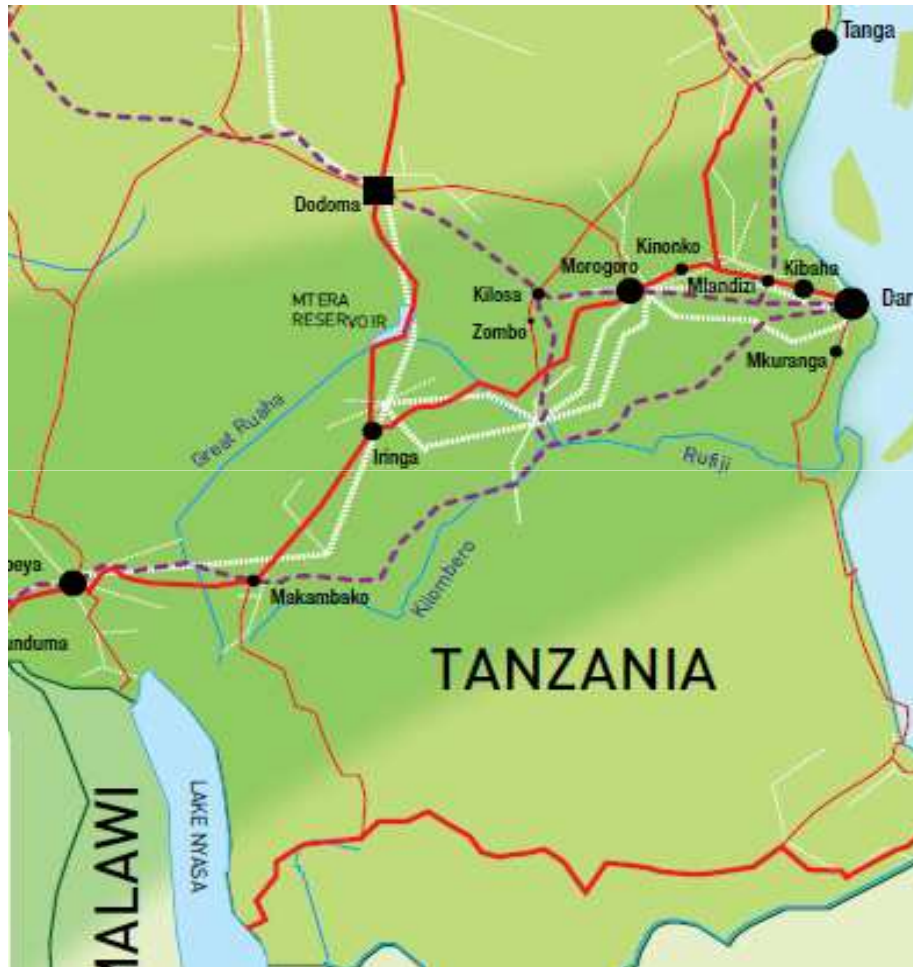 Tanga
Dodoma
Kinonko
Morogoro
Kibaha
Mlandizi
Kilosa
Dar
MTERA
RESERVOIR
Zombo
Mkuranga
Great Ruaha
Iringa
Rufiji
beya
Makambako
Kilombero
unduma
TANZANIA
LAKE NYASA
MALAWI